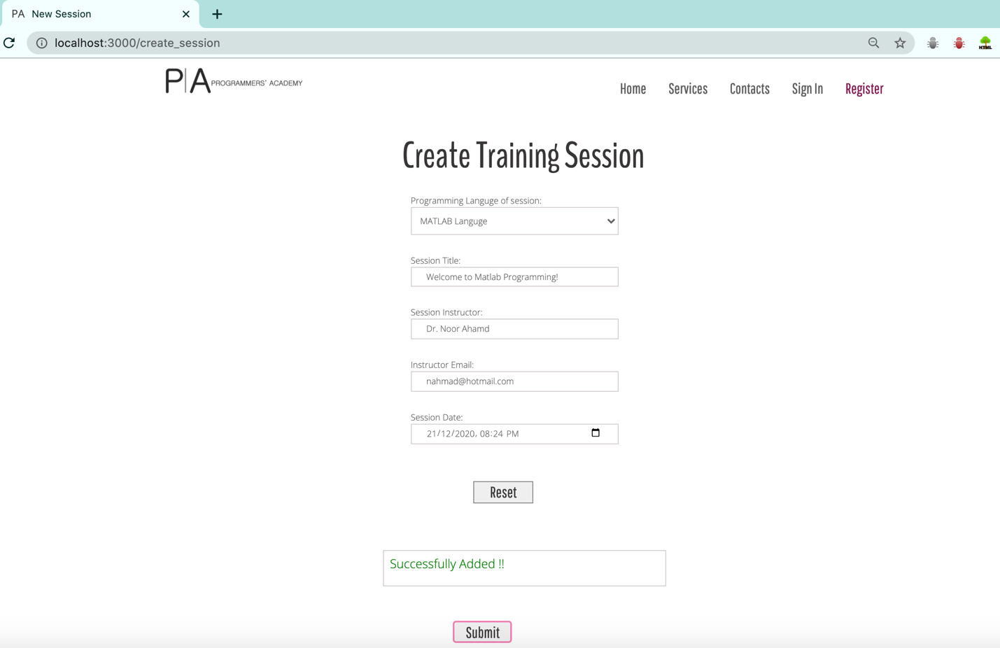 PA New Session
localhost:3000/create_session
HTML
P|A PROGRAMMERS' ACADEMY
Home Services Contacts Sign In Register
Create Training Session
Programming Languge of session:
MATLAB Languge
Session Title:
Welcome to Matlab Programming!
Session Instructor:
Dr. Noor Ahamd
Instructor Email:
nahmad@hotmail.com
Session Date:
21/12/2020, 08:24 PM
Reset
Successfully Added !!
Submit